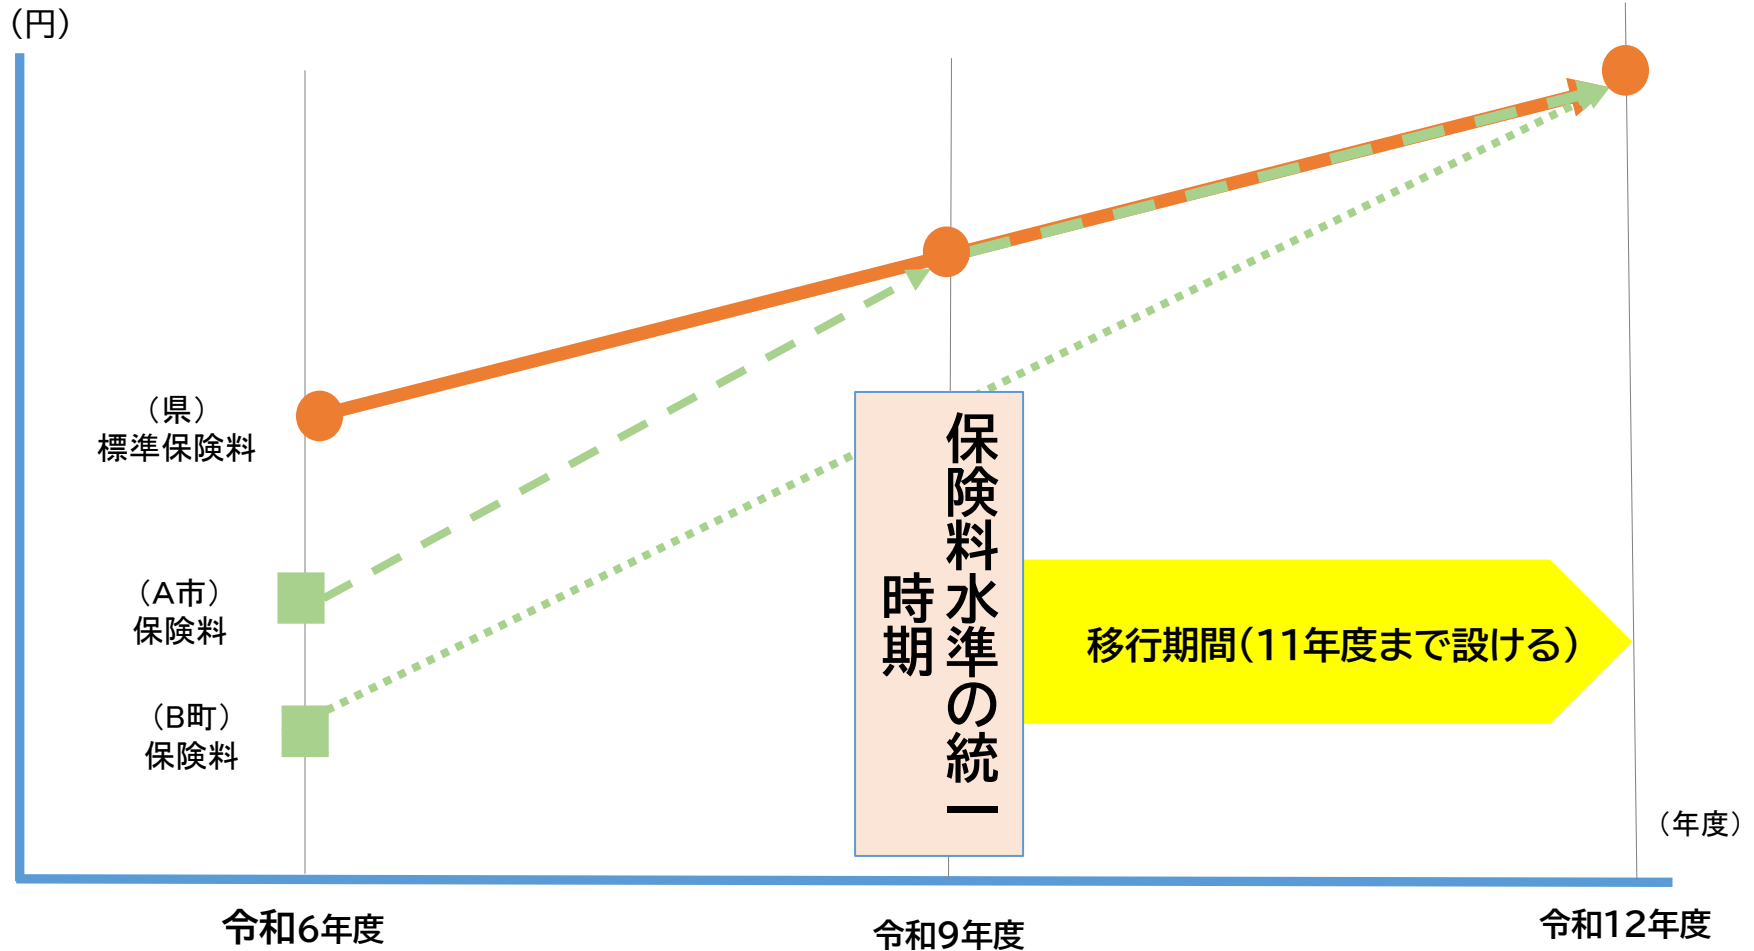 （円）
（県）
標準保険料
（A市）
保険料
（B町）
保険料
保険料水準の統一
時期
移行期間(11年度まで設ける)
（年度）
令和6年度
令和9年度
令和12年度